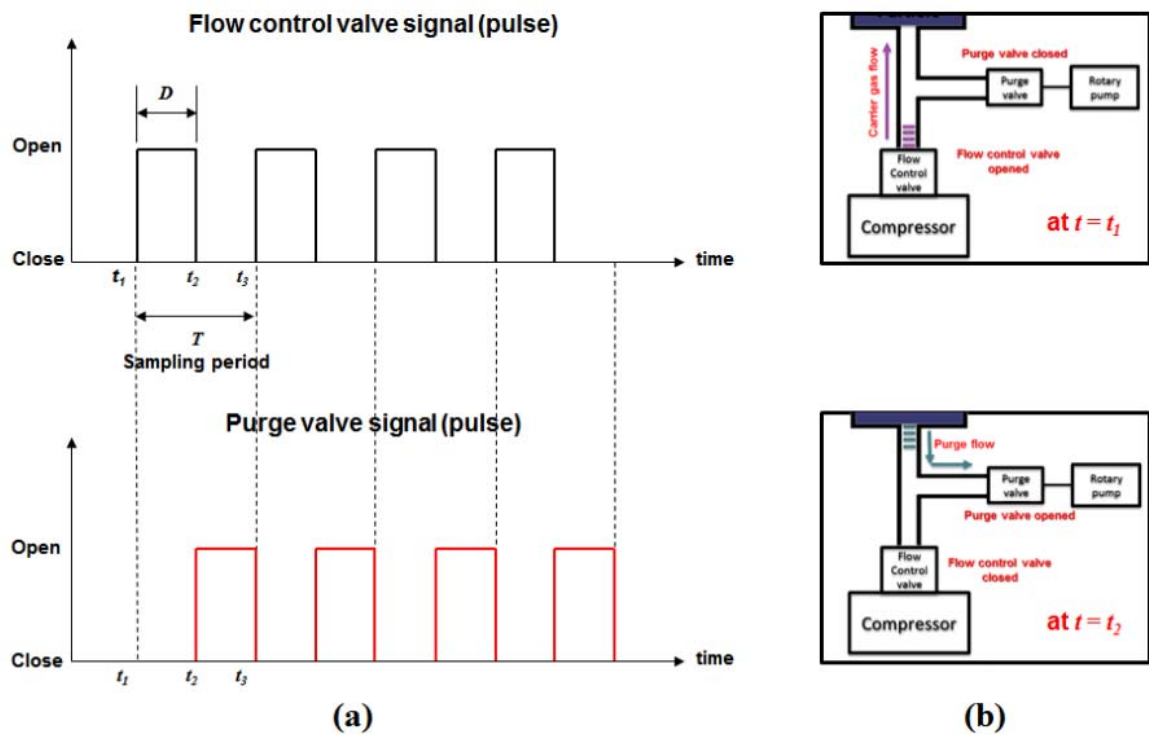 Flow control valve signal (pulse)
D
Open
Close
t1
t2
t3
time
T
Sampling period
Purge valve signal (pulse)
Open
Close
t1
t2
t3
time
(a)
Carrier gas flow
Purge valve closed
Purge
valve
Rotary
pump
Flow
Control
valve
Flow control valve
opened
Compressor
at t = t1
Purge flow
Purge
valve
Rotary
pump
Purge valve opened
Flow
Control
valve
Flow control valve
closed
Compressor
at t = t2
(b)